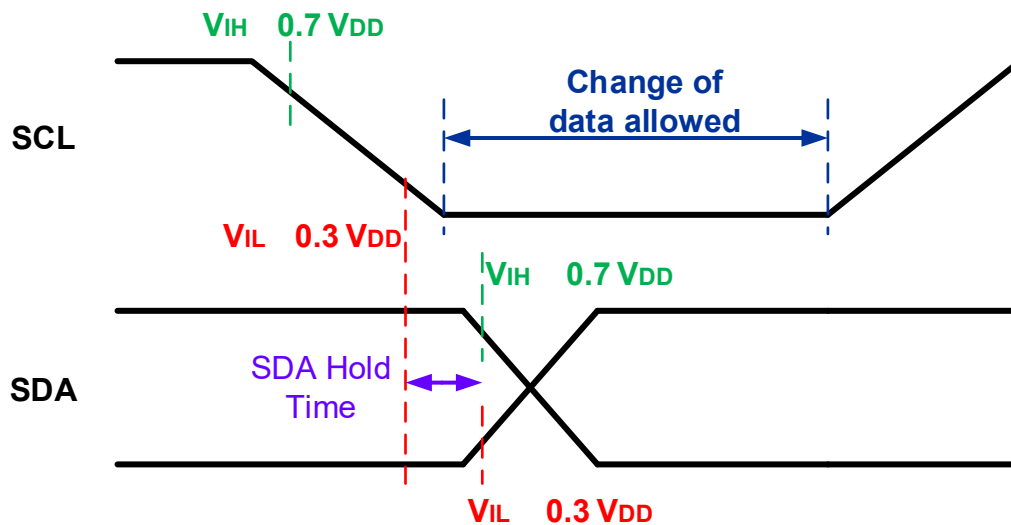 VIH 0.7 VDD
Change of
data allowed
SCL
VIL 0.3 VDD
VIH 0.7 VDD
SDA Hold
Time
SDA
VIL 0.3 VDD